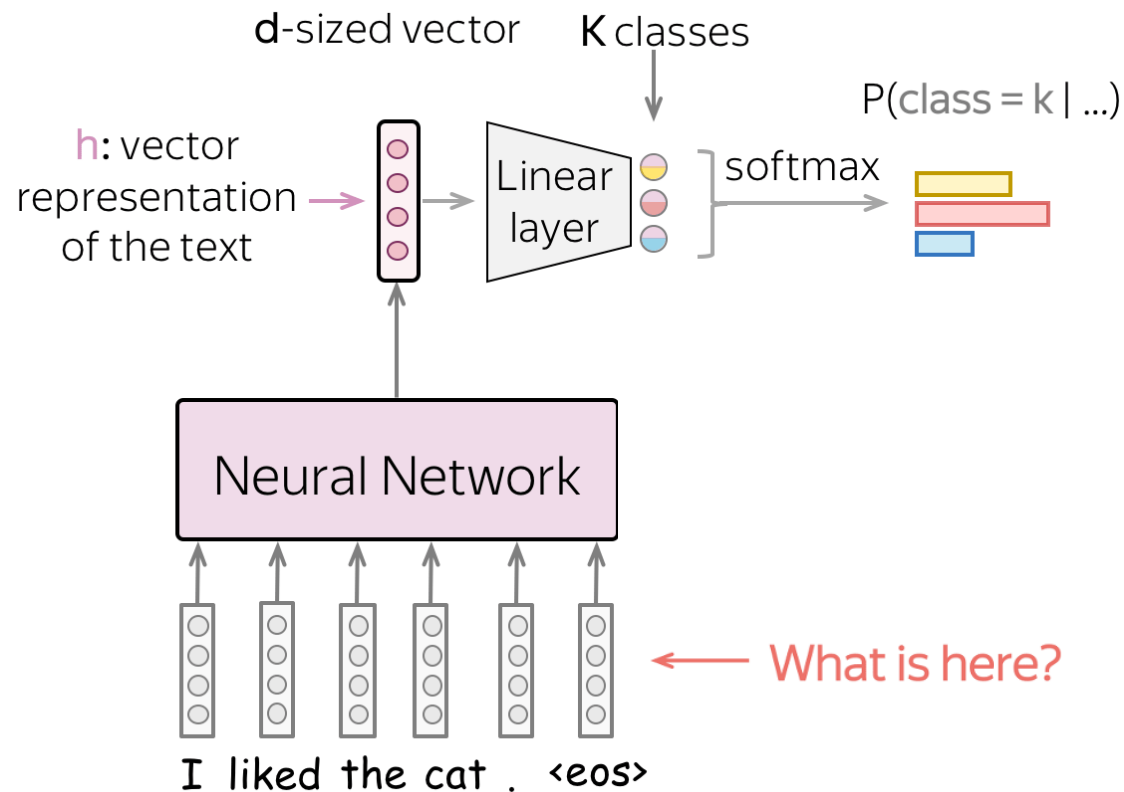 d-sized vector
K classes
P(class = k | ...)
h: vector
representation
of the text
Linear
layer
softmax
Neural Network
What is here?
I liked the cat . <eos>